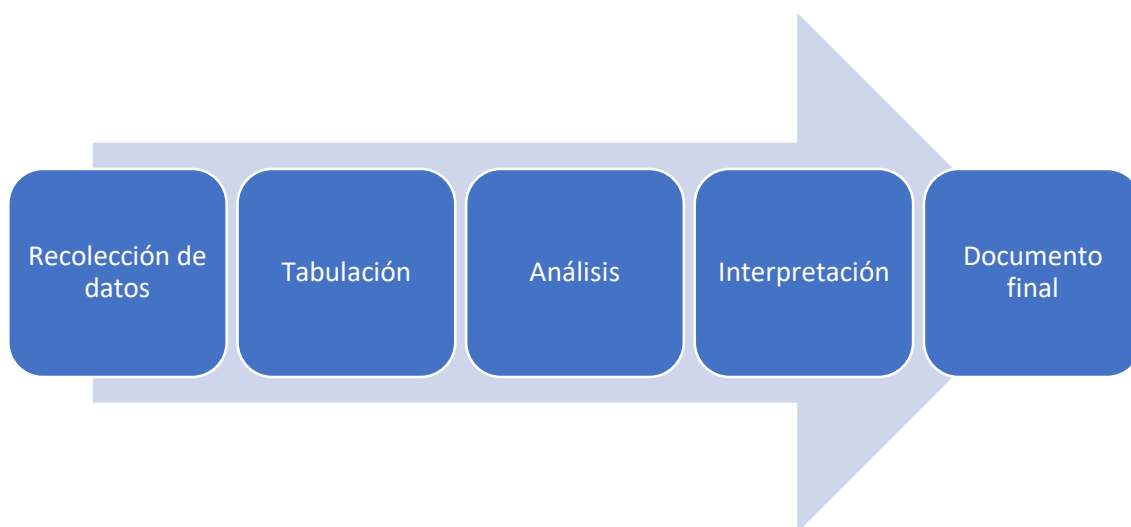 Recolección de
datos
Tabulación
Análisis
Interpretación
Documento
final